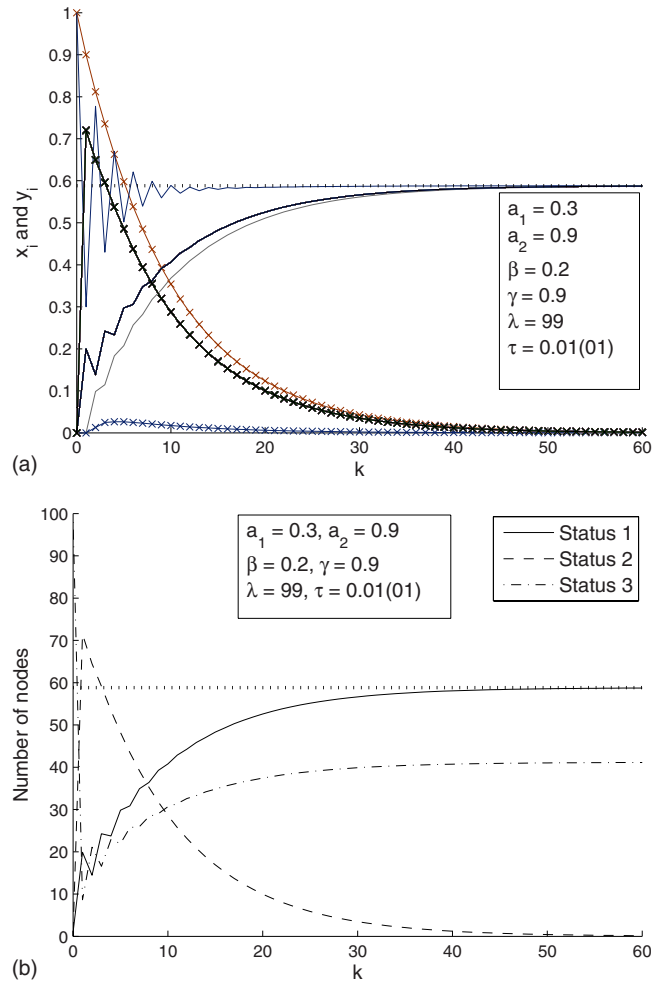 1
0.9
0.8
0.7
0.6
0.5
0.4
0.3
0.2
0.1
0
x_i and y_i
a_1 = 0.3
a_2 = 0.9
β = 0.2
γ = 0.9
λ = 99
τ = 0.01(01)
0 10 20 30 40 50 60
k
(a)
100
90
80
70
60
50
40
30
20
10
0
Number of nodes
a_1 = 0.3, a_2 = 0.9
β = 0.2, γ = 0.9
λ = 99, τ = 0.01(01)
Status 1
Status 2
Status 3
0 10 20 30 40 50 60
k
(b)